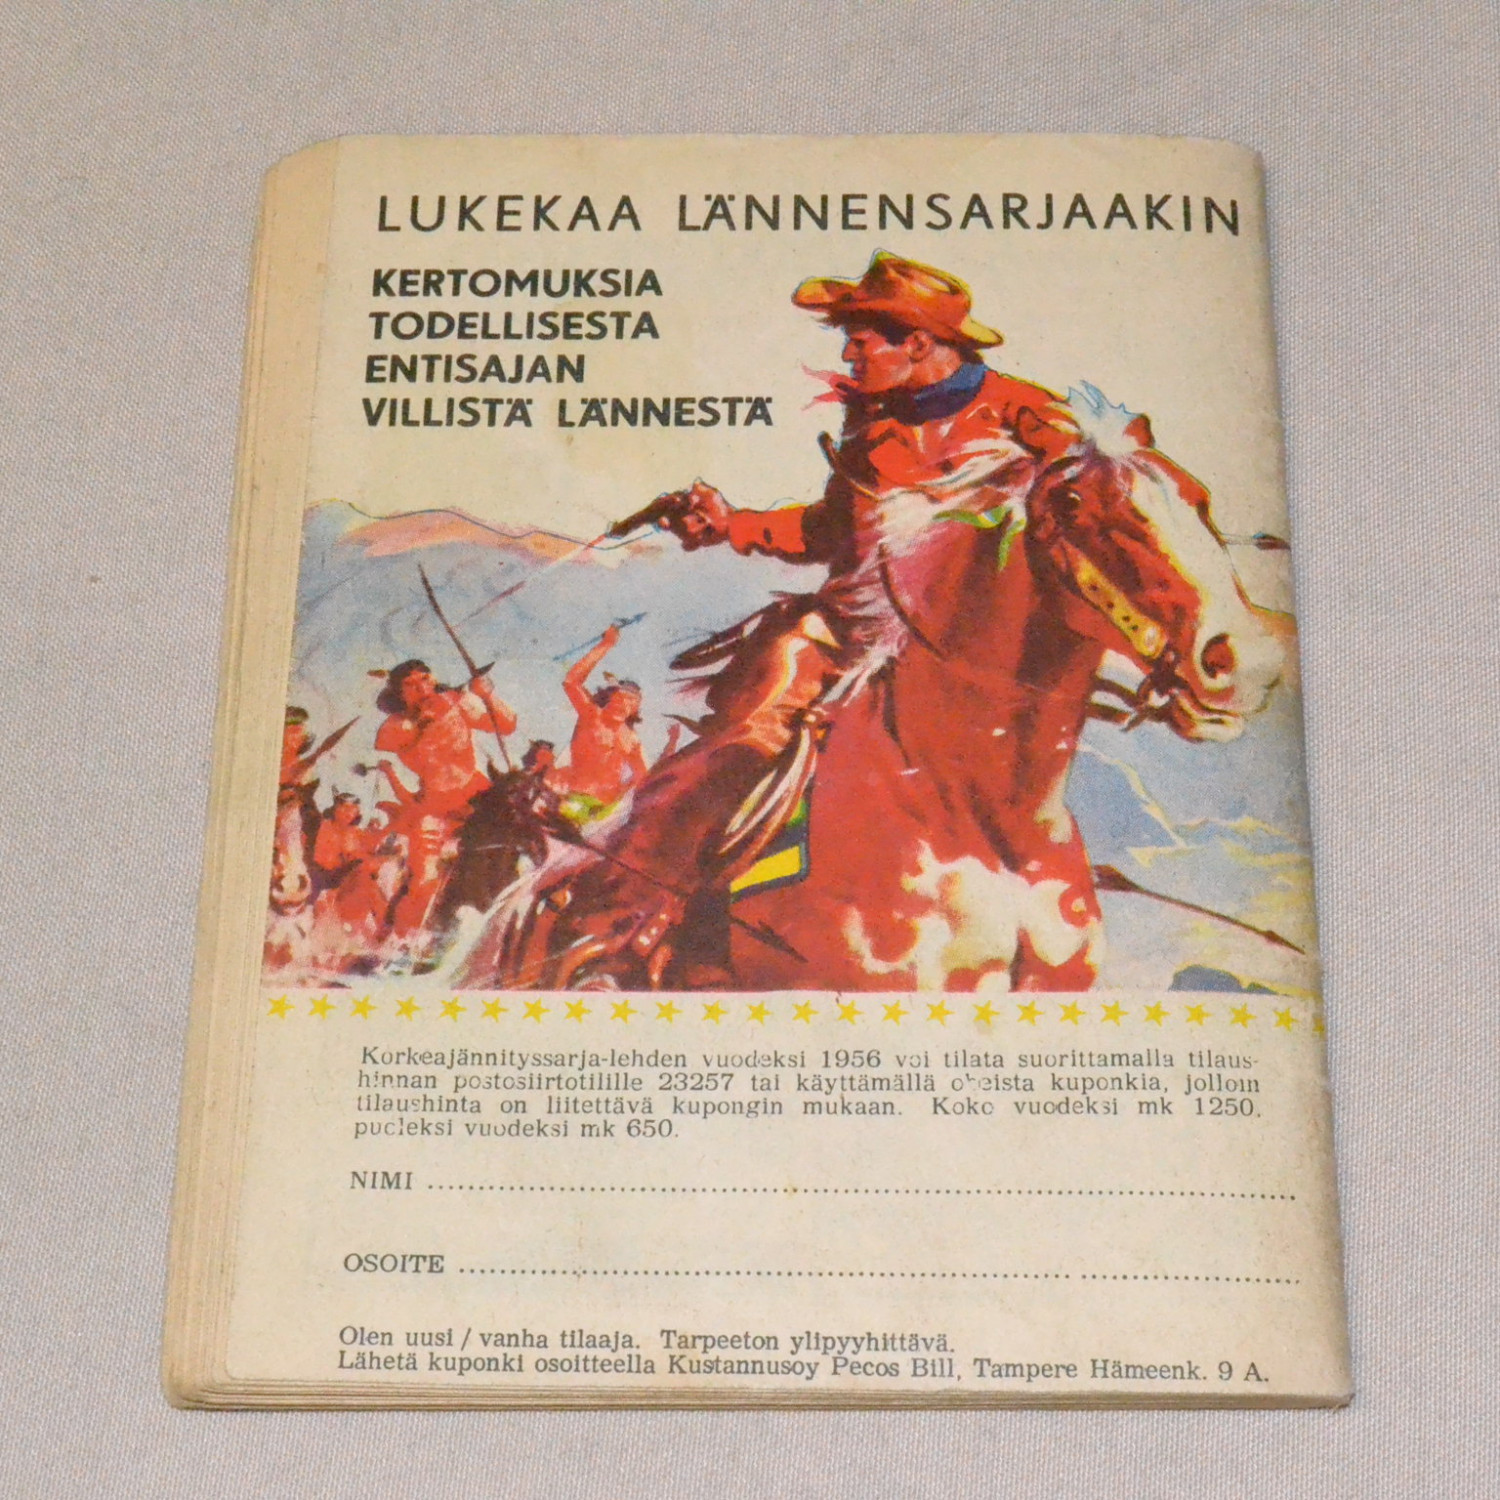 LUKEKAA LÄNNENSARJAAKIN
KERTOMUKSIA
TODELLISESTA
ENTISAJAN
VILLISTÄ LÄNNESTÄ
Korkeajännityssarja-lehden vuodeksi 1956 voi tilata suorittamalla tilaus-
hinnan postosiirtotilille 23257 tai käyttämällä oheista kuponkia, jolloin
tilaushinta on liitettävä kupongin mukaan. Koko vuodeksi mk 1250,
puoleksi vuodeksi mk 650.
NIMI
OSOITE
Olen uusi / vanha tilaaja. Tarpeeton ylipyyhittävä.
Lähetä kuponki osoitteella Kustannusoy Pecos Bill, Tampere Hämeenk. 9 A.